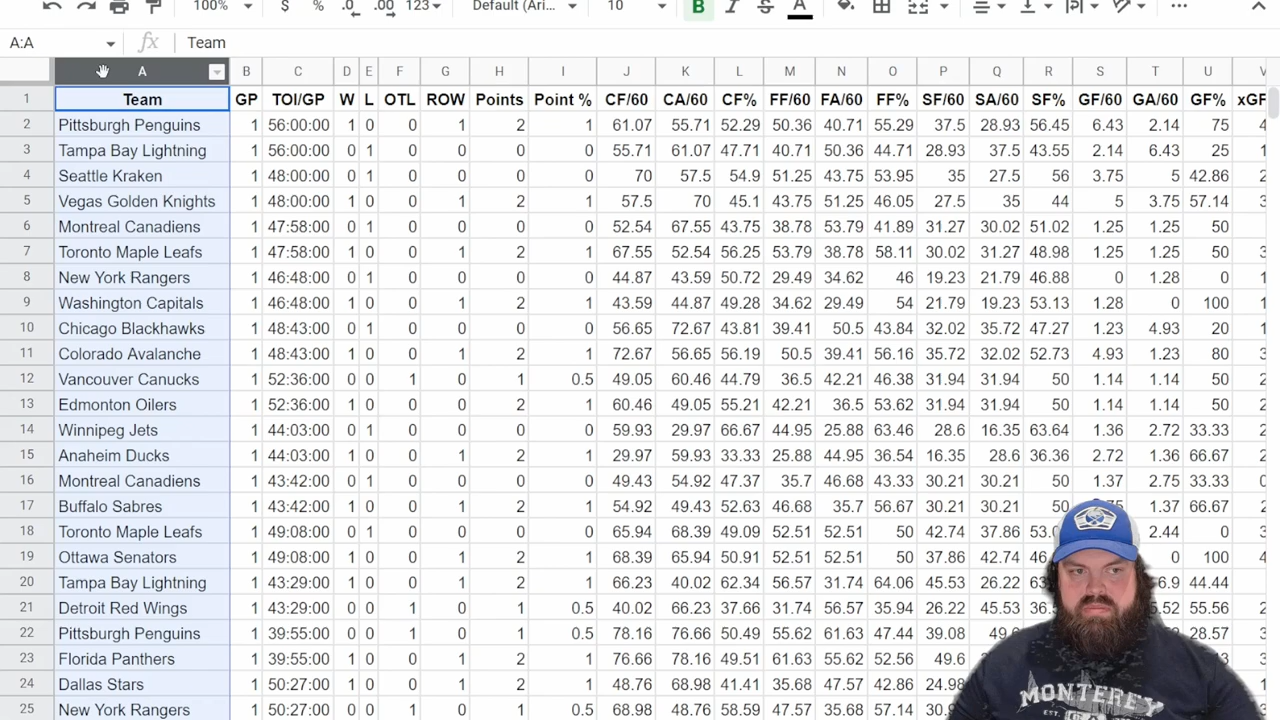 100% $ % .0 .00 123 Default (Ari... 10 B I S A
A:A fx Team
A B C D E F G H I J K L M N O P Q R S T U V
1 Team GP TOI/GP W L OTL ROW Points Point % CF/60 CA/60 CF% FF/60 FA/60 FF% SF/60 SA/60 SF% GF/60 GA/60 GF% xGF
2 Pittsburgh Penguins 1 56:00:00 1 0 0 1 2 1 61.07 55.71 52.29 50.36 40.71 55.29 37.5 28.93 56.45 6.43 2.14 75 4
3 Tampa Bay Lightning 1 56:00:00 0 1 0 0 0 0 55.71 61.07 47.71 40.71 50.36 44.71 28.93 37.5 43.55 2.14 6.43 25 1
4 Seattle Kraken 1 48:00:00 0 1 0 0 0 0 70 57.5 54.9 51.25 43.75 53.95 35 27.5 56 3.75 5 42.86 2
5 Vegas Golden Knights 1 48:00:00 1 0 0 1 2 1 57.5 70 45.1 43.75 51.25 46.05 27.5 35 44 5 3.75 57.14 3
6 Montreal Canadiens 1 47:58:00 0 1 0 0 0 0 52.54 67.55 43.75 38.78 53.79 41.89 31.27 30.02 51.02 1.25 1.25 50
7 Toronto Maple Leafs 1 47:58:00 1 0 0 1 2 1 67.55 52.54 56.25 53.79 38.78 58.11 30.02 31.27 48.98 1.25 1.25 50 3
8 New York Rangers 1 46:48:00 0 1 0 0 0 0 44.87 43.59 50.72 29.49 34.62 46 19.23 21.79 46.88 0 1.28 0 1
9 Washington Capitals 1 46:48:00 1 0 0 1 2 1 43.59 44.87 49.28 34.62 29.49 54 21.79 19.23 53.13 1.28 0 100 1
10 Chicago Blackhawks 1 48:43:00 0 1 0 0 0 0 56.65 72.67 43.81 39.41 50.5 43.84 32.02 35.72 47.27 1.23 4.93 20 1
11 Colorado Avalanche 1 48:43:00 1 0 0 1 2 1 72.67 56.65 56.19 50.5 39.41 56.16 35.72 32.02 52.73 4.93 1.23 80 3
12 Vancouver Canucks 1 52:36:00 0 0 1 0 1 0.5 49.05 60.46 44.79 36.5 42.21 46.38 31.94 31.94 50 1.14 1.14 50 2
13 Edmonton Oilers 1 52:36:00 1 0 0 0 2 1 60.46 49.05 55.21 42.21 36.5 53.62 31.94 31.94 50 1.14 1.14 50 2
14 Winnipeg Jets 1 44:03:00 0 1 0 0 0 0 59.93 29.97 66.67 44.95 25.88 63.46 28.6 16.35 63.64 1.36 2.72 33.33 2
15 Anaheim Ducks 1 44:03:00 1 0 0 1 2 1 29.97 59.93 33.33 25.88 44.95 36.54 16.35 28.6 36.36 2.72 1.36 66.67 2
16 Montreal Canadiens 1 43:42:00 0 1 0 0 0 0 49.43 54.92 47.37 35.7 46.68 43.33 30.21 30.21 50 1.37 2.75 33.33 0
17 Buffalo Sabres 1 43:42:00 1 0 0 1 2 1 54.92 49.43 52.63 46.68 35.7 56.67 30.21 30.21 50 1.37 66.67 2
18 Toronto Maple Leafs 1 49:08:00 0 1 0 0 0 0 65.94 68.39 49.09 52.51 52.51 50 42.74 37.86 2.44 0
19 Ottawa Senators 1 49:08:00 1 0 0 1 2 1 68.39 65.94 50.91 52.51 52.51 50 37.86 42.74 0 100 4
20 Tampa Bay Lightning 1 43:29:00 1 0 0 1 2 1 66.23 40.02 62.34 56.57 31.74 64.06 45.53 26.22 44.44
21 Detroit Red Wings 1 43:29:00 0 0 1 0 1 0.5 40.02 66.23 37.66 31.74 56.57 35.94 26.22 45.53 55.56
22 Pittsburgh Penguins 1 39:55:00 0 0 1 0 1 0.5 78.16 76.66 50.49 55.62 61.63 47.44 39.08 28.57 3
23 Florida Panthers 1 39:55:00 1 0 0 1 2 1 76.66 78.16 49.51 61.63 55.62 52.56 49.6
24 Dallas Stars 1 50:27:00 1 0 0 0 2 1 48.76 68.98 41.41 35.68 47.57 42.86 24.98
25 New York Rangers 1 50:27:00 0 0 1 0 1 0.5 68.98 48.76 58.59 47.57 35.68 57.14
MONTEREY
EST.